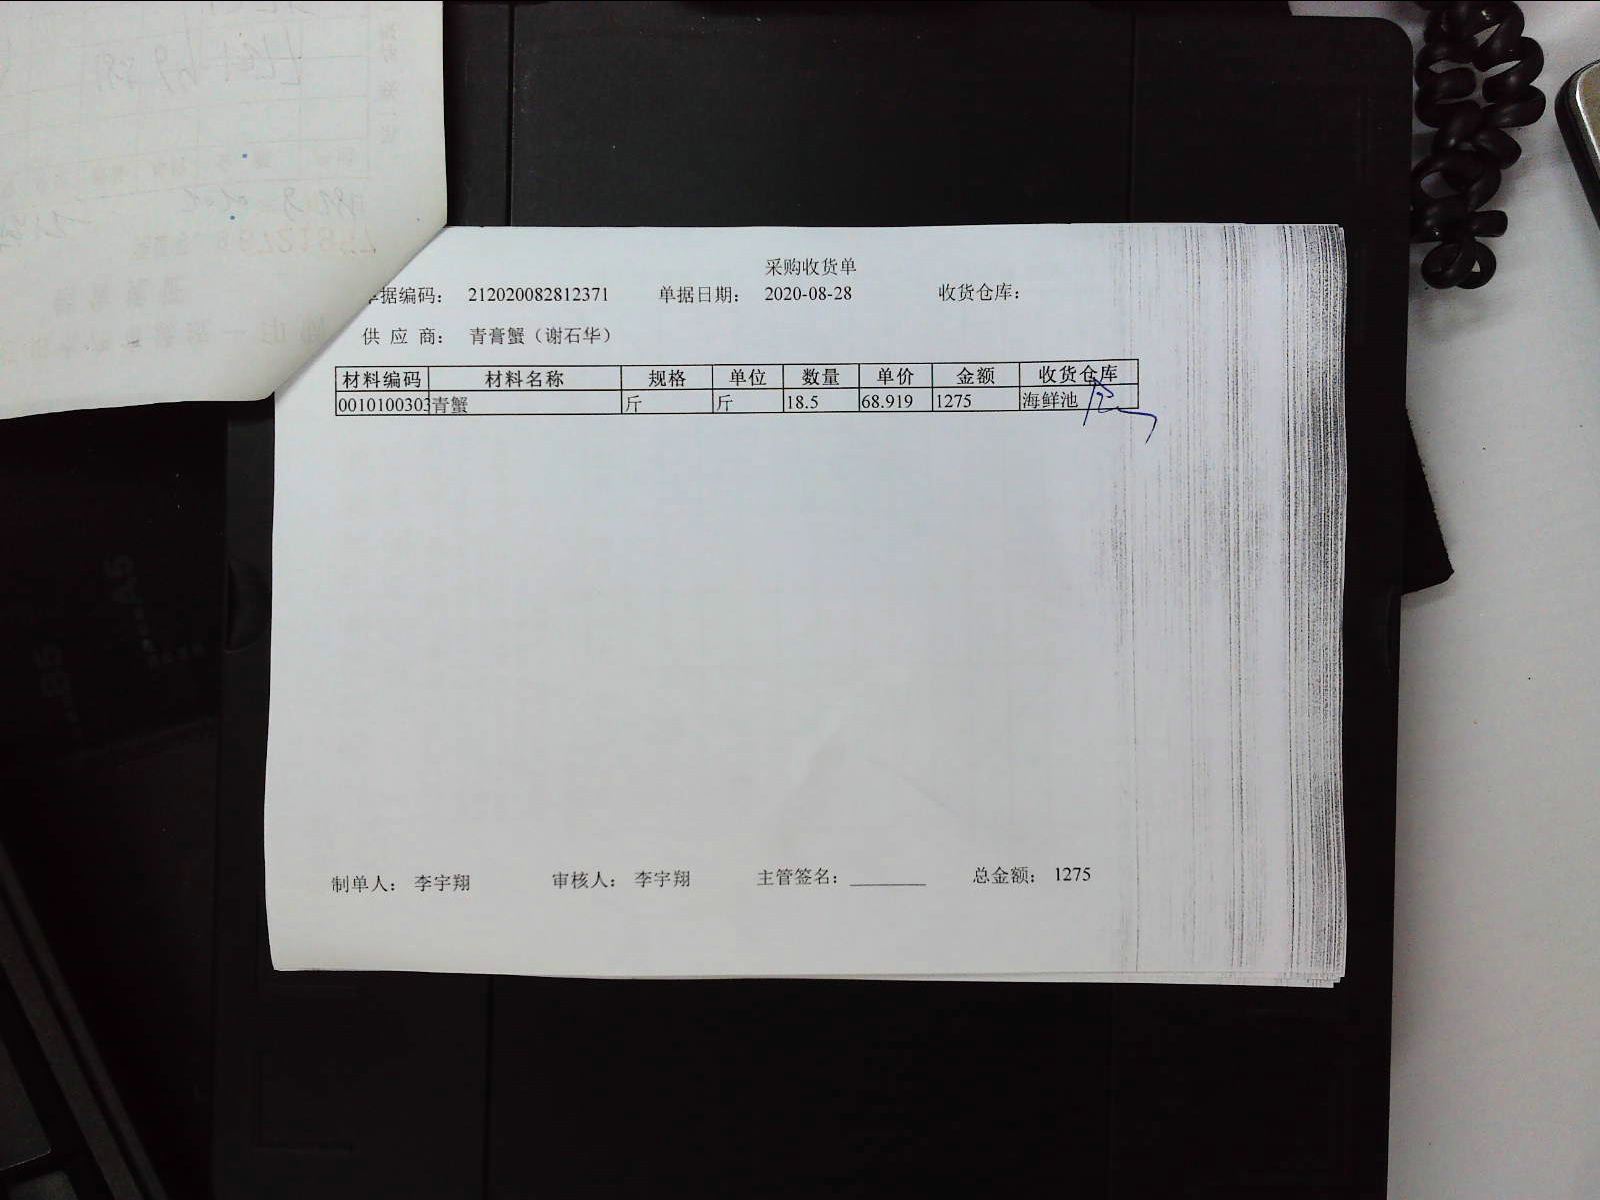 采购收货单
单据编码： 212020082812371 单据日期： 2020-08-28 收货仓库：
供 应 商： 青膏蟹（谢石华）
材料编码 材料名称 规格 单位 数量 单价 金额 收货仓库
0010100303 青蟹 斤 斤 18.5 68.919 1275 海鲜池
制单人： 李宇翔 审核人： 李宇翔 主管签名：________ 总金额： 1275